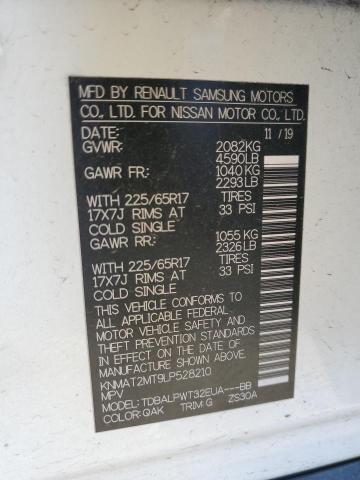 MFD BY RENAULT SAMSUNG MOTORS
CO., LTD. FOR NISSAN MOTOR CO., LTD.
DATE: 11 / 19
GVWR: 2082KG
4590LB
GAWR FR: 1040 KG
2293LB
WITH 225/65R17 TIRES
17X7J RIMS AT 33 PSI
COLD SINGLE
GAWR RR: 1055 KG
2326LB
WITH 225/65R17 TIRES
17X7J RIMS AT 33 PSI
COLD SINGLE
THIS VEHICLE CONFORMS TO
ALL APPLICABLE FEDERAL
SAFETY, BUMPER, AND THEFT
PREVENTION STANDARDS
IN EFFECT ON THE DATE OF
MANUFACTURE SHOWN ABOVE.
KNMAT2MT9LP528210
MPV
MODEL:TDBALPWT32EUA---BB
COLOR:QAK TRIM:G ZS30A